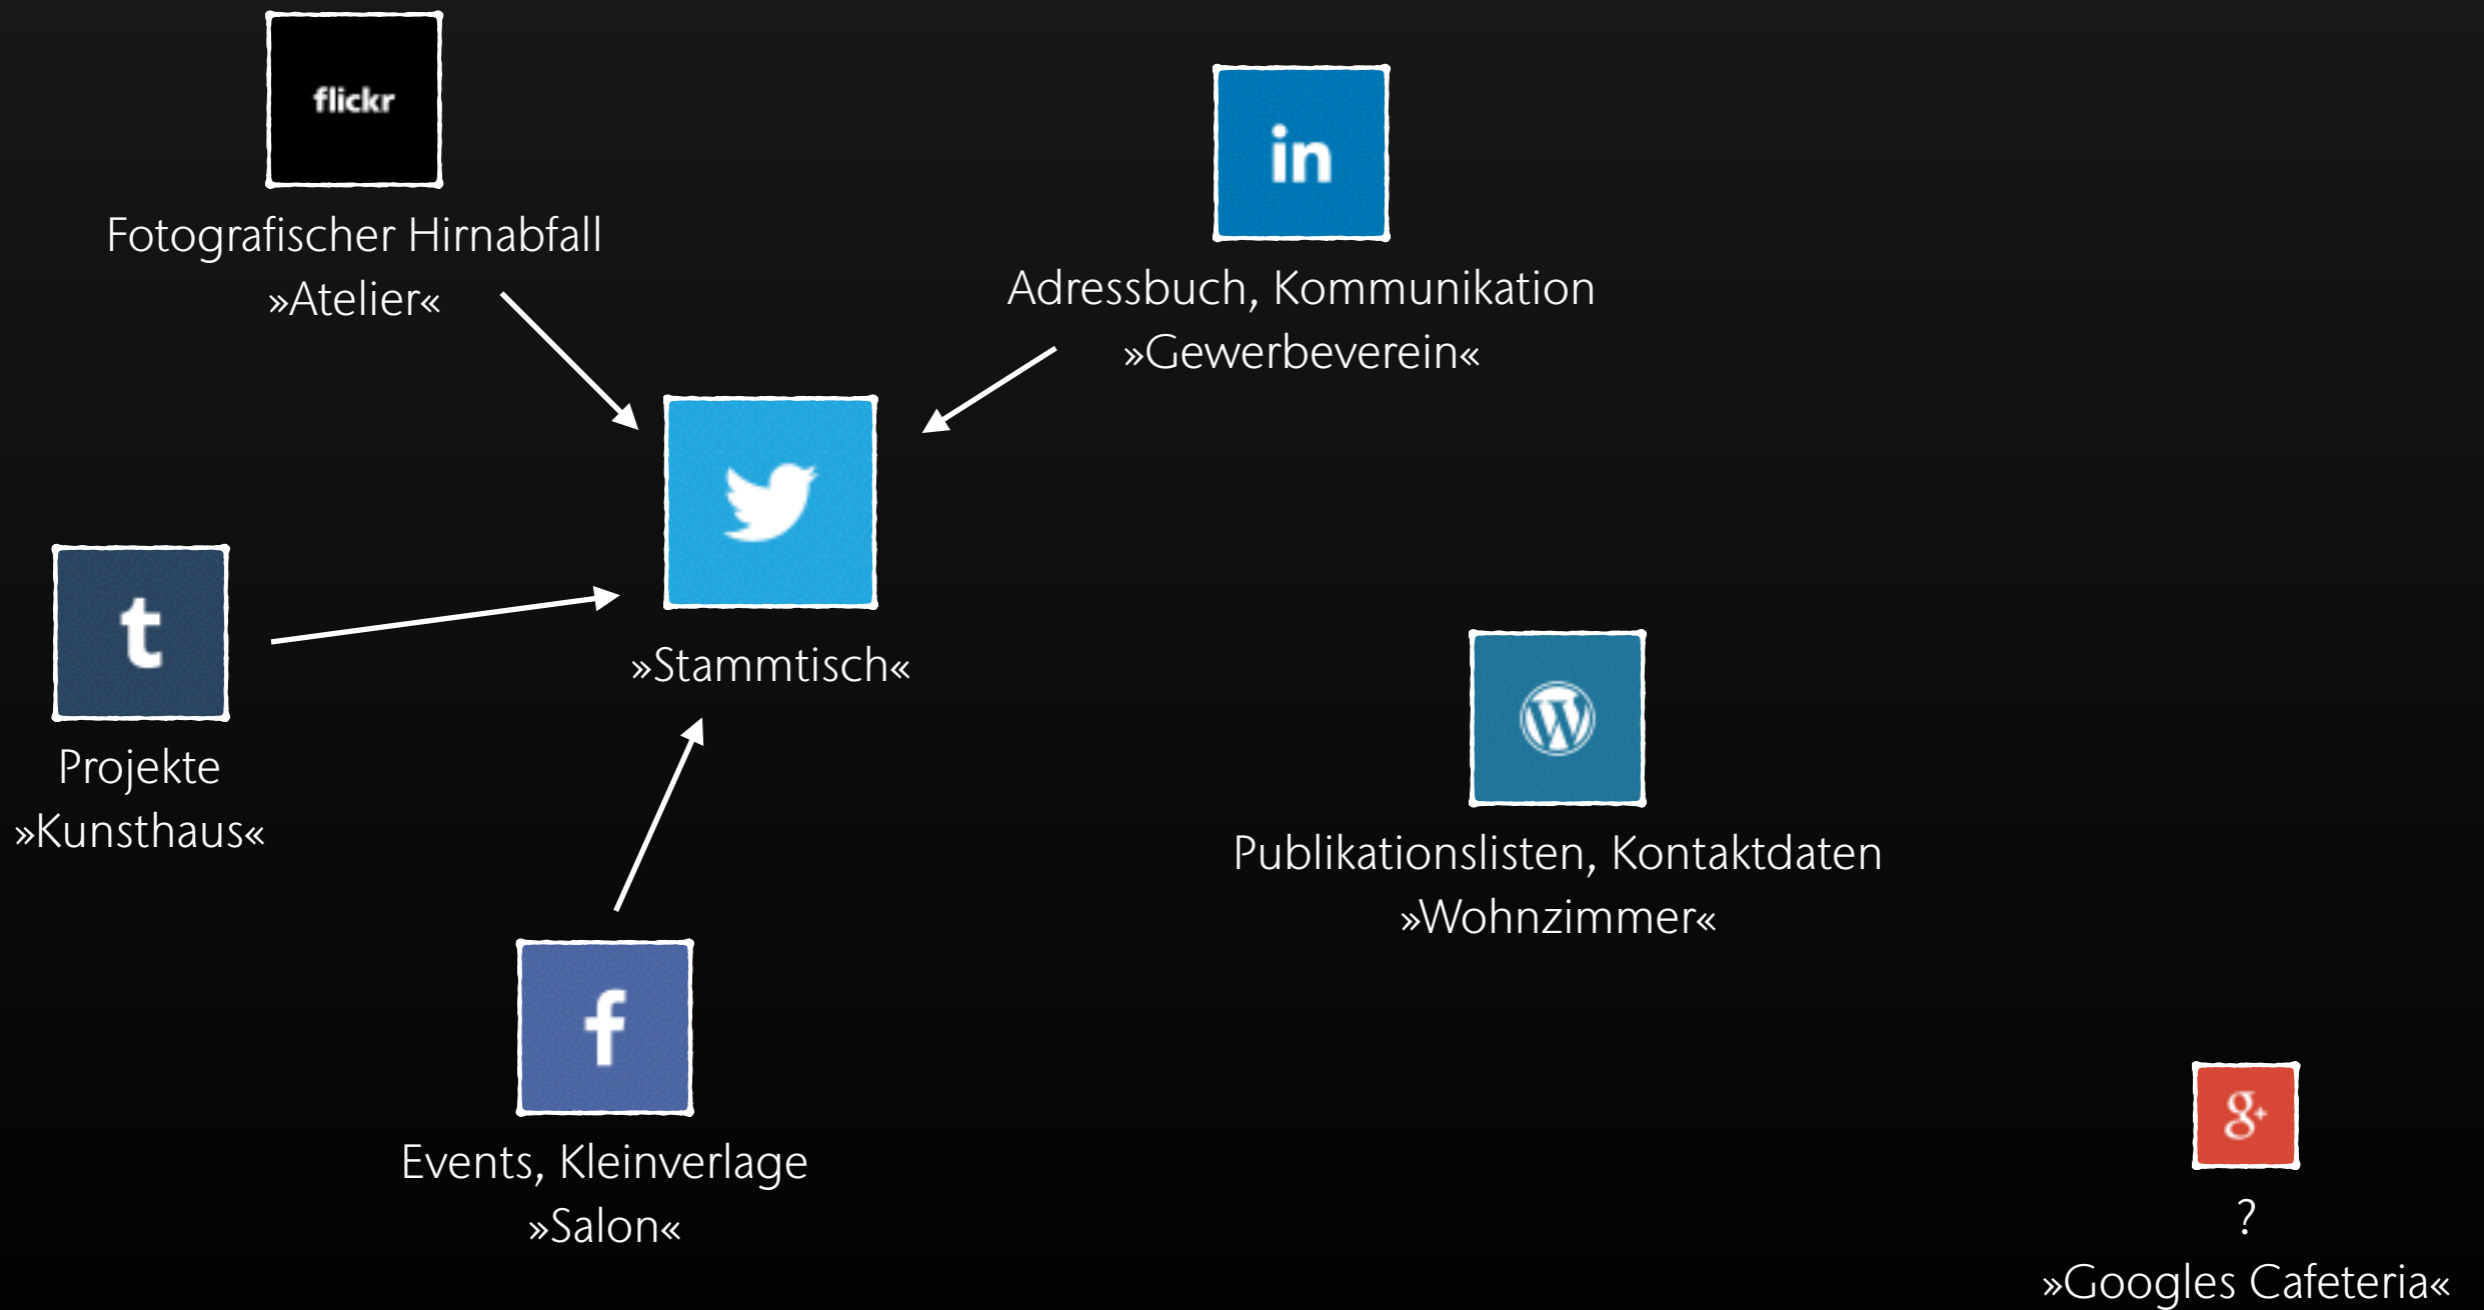 flickr
Fotografischer Hirnabfall
»Atelier«
in
Adressbuch, Kommunikation
»Gewerbeverein«
»Stammtisch«
t
Projekte
»Kunsthaus«
W
Publikationslisten, Kontaktdaten
»Wohnzimmer«
f
Events, Kleinverlage
»Salon«
g+
?
»Googles Cafeteria«